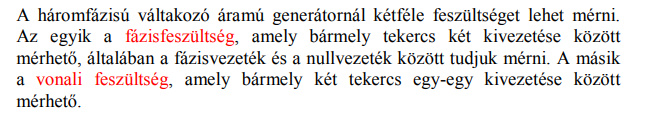 A háromfázisú váltakozó áramú generátornál kétféle feszültséget lehet mérni.
Az egyik a fázisfeszültség, amely bármely tekercs két kivezetése között
mérhető, általában a fázisvezeték és a nullvezeték között tudjuk mérni. A másik
a vonali feszültség, amely bármely két tekercs egy-egy kivezetése között
mérhető.